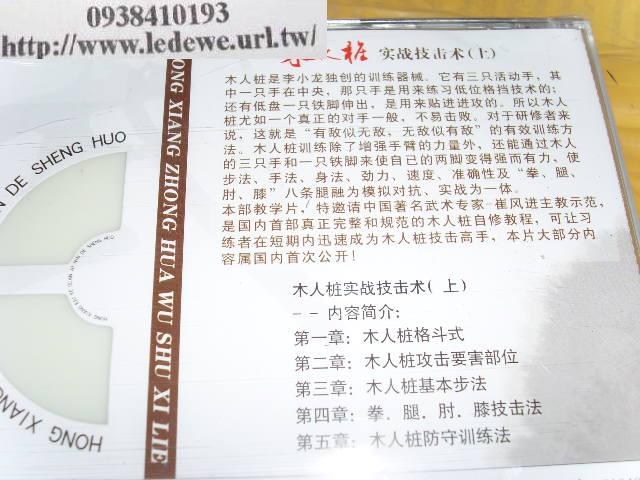 0938410193
http://www.ledewe.url.tw/
木人桩 实战技击术(上)
木人桩是李小龙独创的训练器械。它有三只活动手，其
中一只手在中央，那只手是用来练习低位格挡技术的；
还有低盘一只铁脚伸出，是用来贴进进攻的。所以木人
桩尤如一个真正的对手一般，不易击败。对于研修者来
说，这就是“有敌似无敌，无敌似有敌”的有效训练方
法。木人桩训练除了增强手臂的力量外，还能通过木人
的三只手和一只铁脚来使自己的两脚变得强而有力，使
步法、手法、身法、劲力、速度、准确性及“拳、腿、
肘、膝”八条腿融为模拟对抗、实战为一体。
本部教学片，特邀请中国著名武术专家-崔风进主教示范，
是国内首部真正完整和规范的木人桩自修教程，可让习
练者在短期内迅速成为木人桩技击高手，本片大部分内
容属国内首次公开！
木人桩实战技击术(上)
--内容简介：
第一章：木人桩格斗式
第二章：木人桩攻击要害部位
第三章：木人桩基本步法
第四章：拳．腿．肘．膝技击法
第五章：木人桩防守训练法
ONG XIANG ZHONG HUA WU SHU XI LIE
N DE SHENG HUO
HONG XIANG